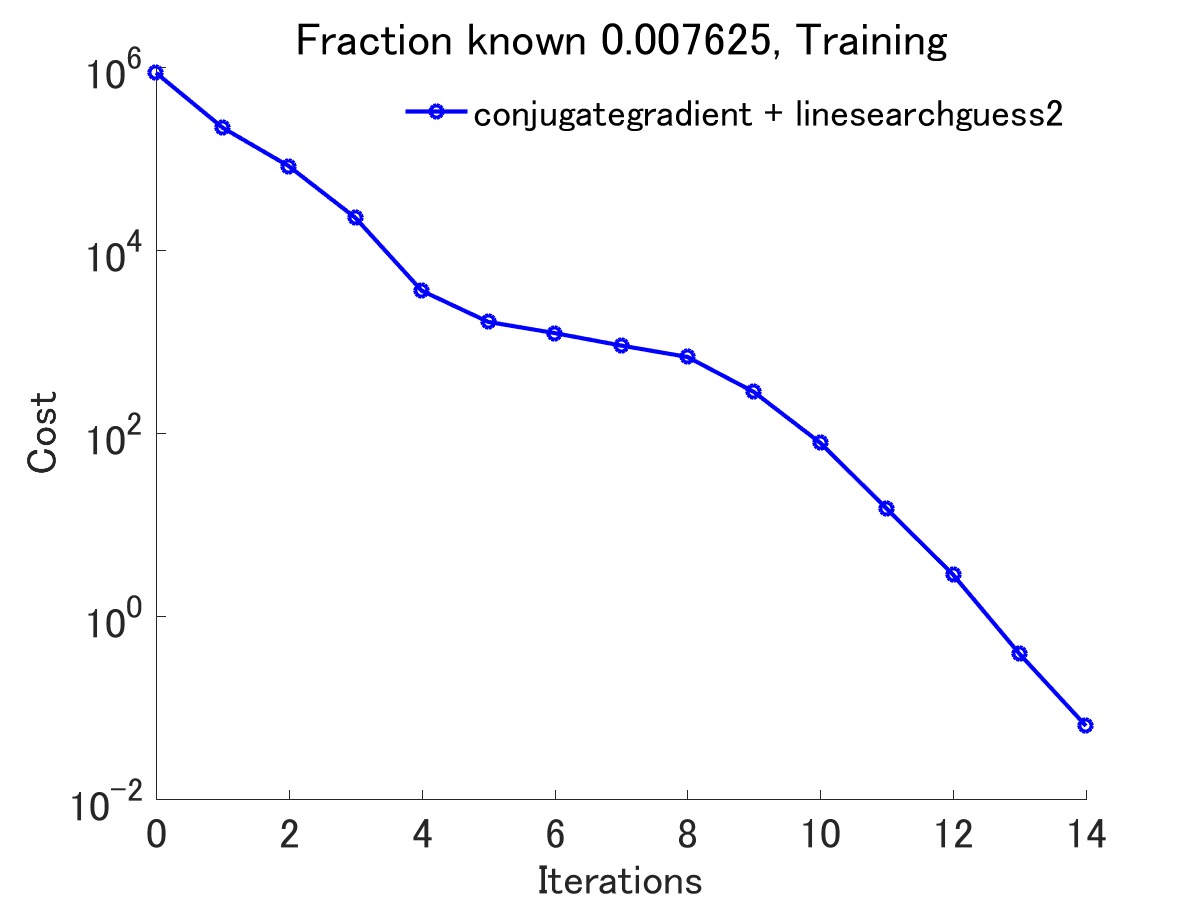 Fraction known 0.007625, Training
conjugategradient + linesearchguess2
10^6
10^4
10^2
10^0
10^-2
Cost
0 2 4 6 8 10 12 14
Iterations